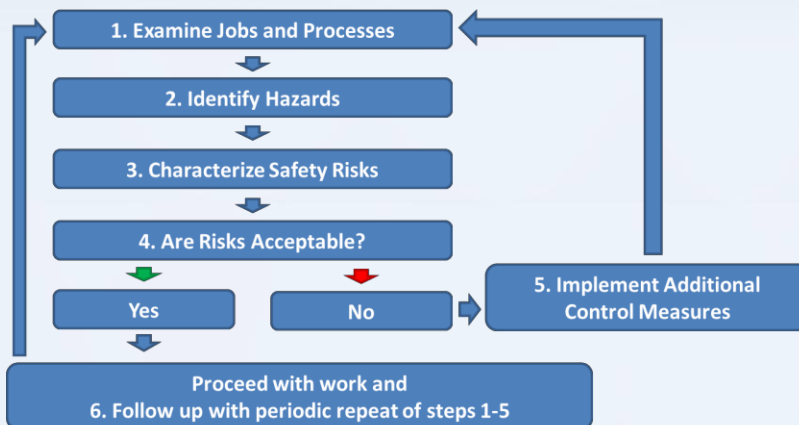 1. Examine Jobs and Processes
2. Identify Hazards
3. Characterize Safety Risks
4. Are Risks Acceptable?
Yes
No
5. Implement Additional
Control Measures
Proceed with work and
6. Follow up with periodic repeat of steps 1-5